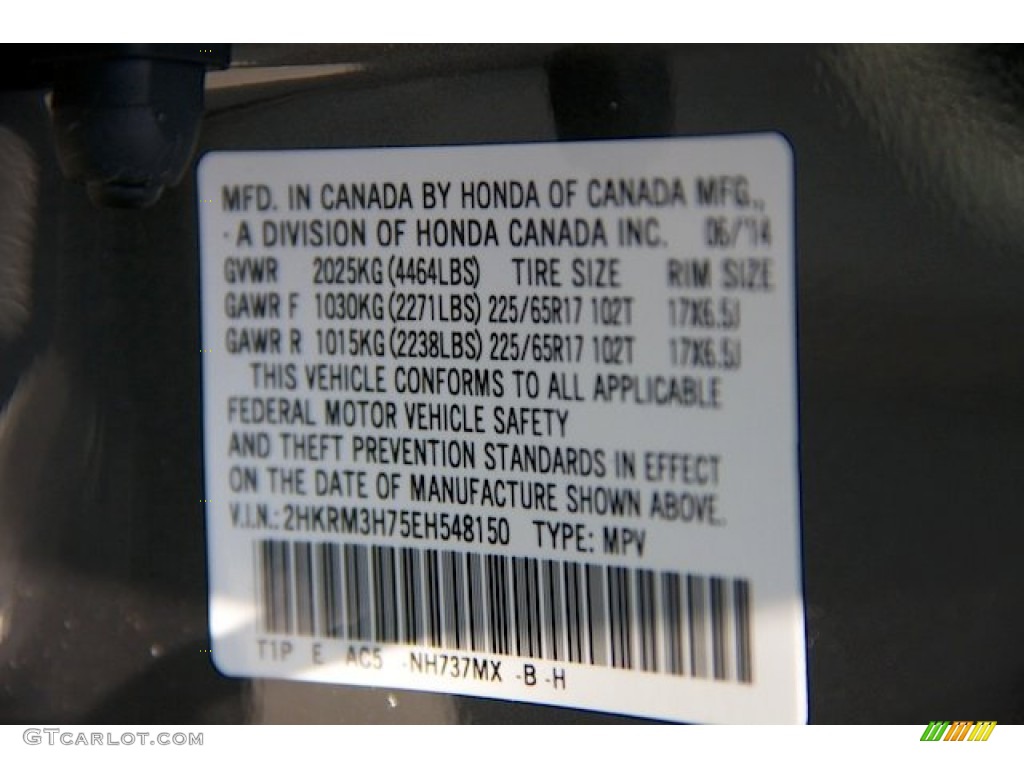 MFD. IN CANADA BY HONDA OF CANADA MFG.,
A DIVISION OF HONDA CANADA INC. 06/'14
GVWR 2025KG (4464LBS) TIRE SIZE RIM SIZE
GAWR F 1030KG (2271LBS) 225/65R17 102T 17X6.5J
GAWR R 1015KG (2238LBS) 225/65R17 102T 17X6.5J
THIS VEHICLE CONFORMS TO ALL APPLICABLE
FEDERAL MOTOR VEHICLE SAFETY
AND THEFT PREVENTION STANDARDS IN EFFECT
ON THE DATE OF MANUFACTURE SHOWN ABOVE.
V.I.N.: 2HKRM3H75EH548150 TYPE: MPV
T1P E AC5 -NH737MX -B -H
GTCARLOT.COM